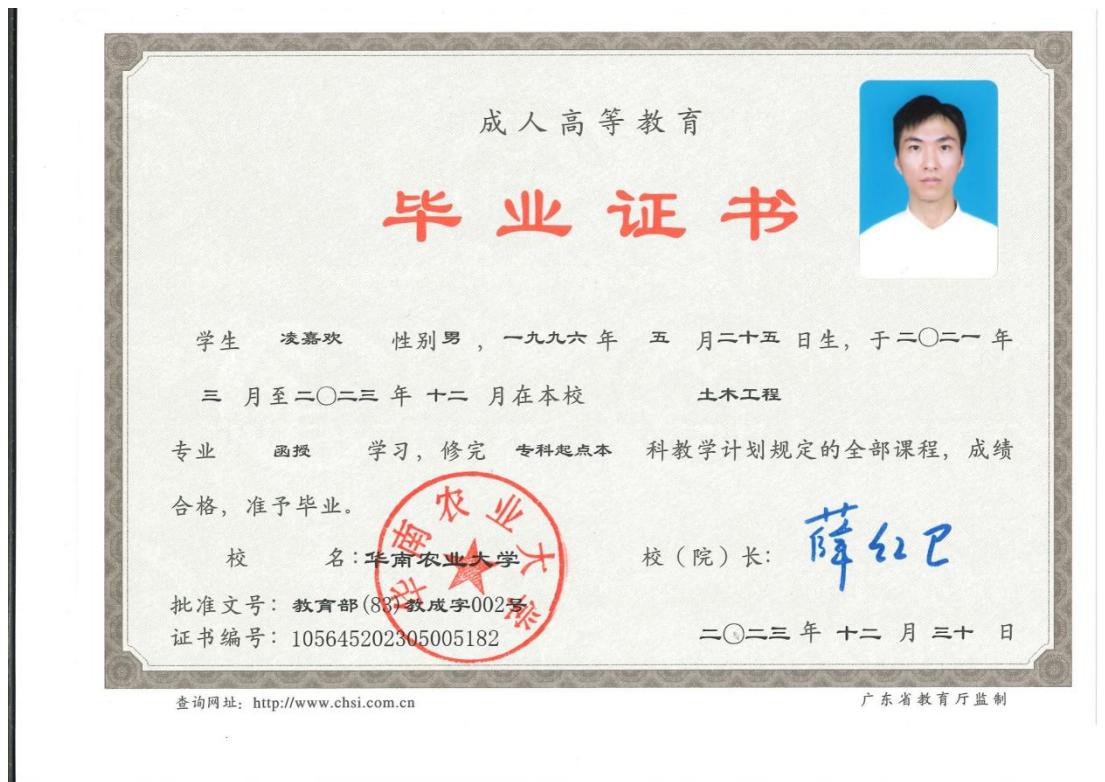 成人高等教育
毕业证书
学生 凌嘉欢 性别 男 ，一九九六 年 五 月 二十五 日生，于 二〇二一 年
三 月至 二〇二三 年 十二 月在本校 土木工程
专业 函授 学习，修完 专科起点本 科教学计划规定的全部课程，成绩
合格，准予毕业。
校 名：华南农业大学
校（院）长：薛红卫
华南农业大学
批准文号：教育部(83)教成字002号
证书编号：105645202305005182
二〇二三 年 十二 月 三十 日
查询网址：http://www.chsi.com.cn
广东省教育厅监制